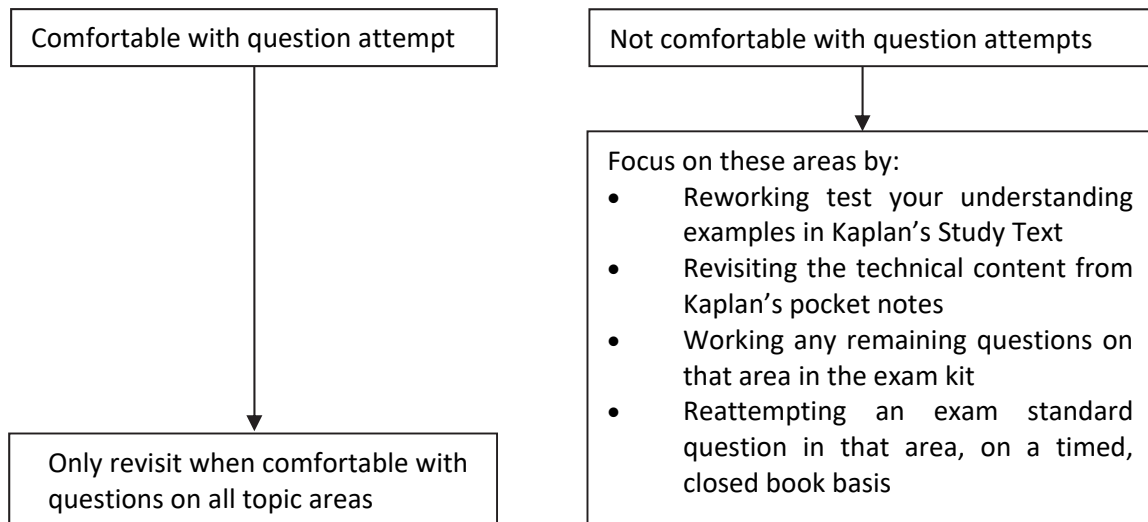 Comfortable with question attempt
Only revisit when comfortable with
questions on all topic areas
Not comfortable with question attempts
Focus on these areas by:
• Reworking test your understanding
examples in Kaplan’s Study Text
• Revisiting the technical content from
Kaplan’s pocket notes
• Working any remaining questions on
that area in the exam kit
• Reattempting an exam standard
question in that area, on a timed,
closed book basis